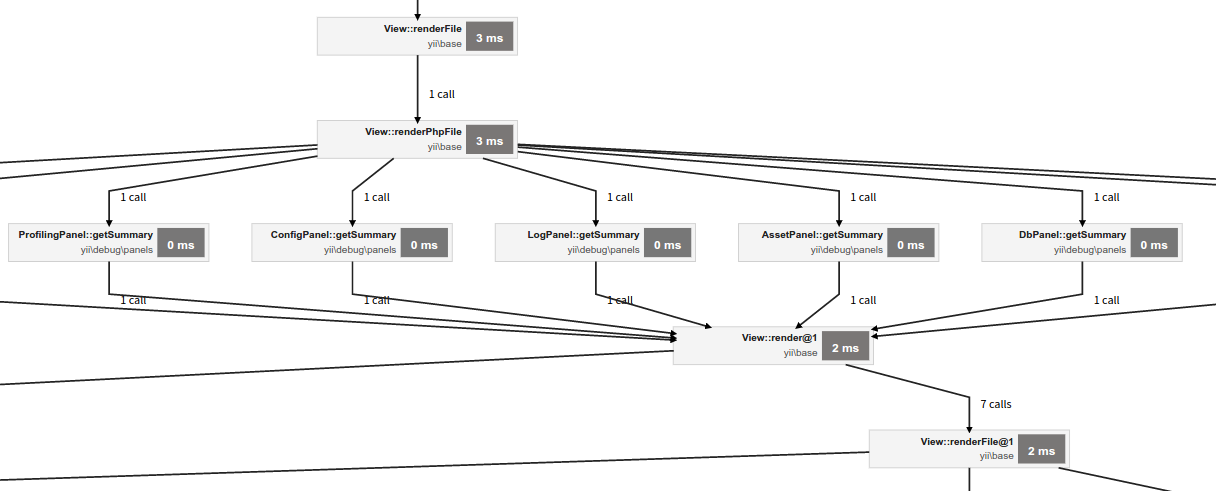 View::renderFile
yii\base
3 ms
1 call
View::renderPhpFile
yii\base
3 ms
1 call
1 call
1 call
1 call
1 call
ProfilingPanel::getSummary
yii\debug\panels
0 ms
ConfigPanel::getSummary
yii\debug\panels
0 ms
LogPanel::getSummary
yii\debug\panels
0 ms
AssetPanel::getSummary
yii\debug\panels
0 ms
DbPanel::getSummary
yii\debug\panels
0 ms
1 call
1 call
1 call
1 call
1 call
View::render@1
yii\base
2 ms
7 calls
View::renderFile@1
yii\base
2 ms